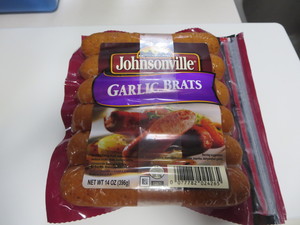 Johnsonville
GARLIC BRATS
NET WT 14 OZ (396g)